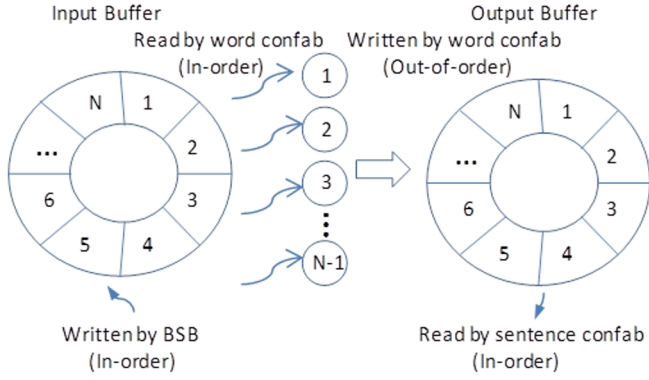 Input Buffer
Output Buffer
Read by word confab
(In-order)
Written by word confab
(Out-of-order)
N
1
2
3
4
5
6
...
1
2
3
...
N-1
N
1
2
3
4
5
6
...
Written by BSB
(In-order)
Read by sentence confab
(In-order)